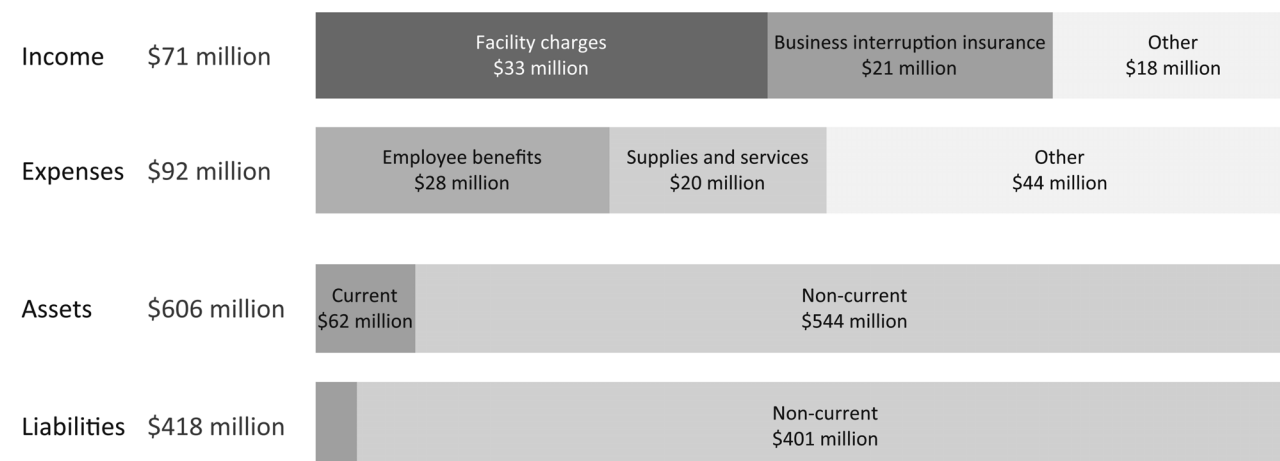 Income $71 million
Facility charges
$33 million
Business interruption insurance
$21 million
Other
$18 million
Expenses $92 million
Employee benefits
$28 million
Supplies and services
$20 million
Other
$44 million
Assets $606 million
Current
$62 million
Non-current
$544 million
Liabilities $418 million
Non-current
$401 million